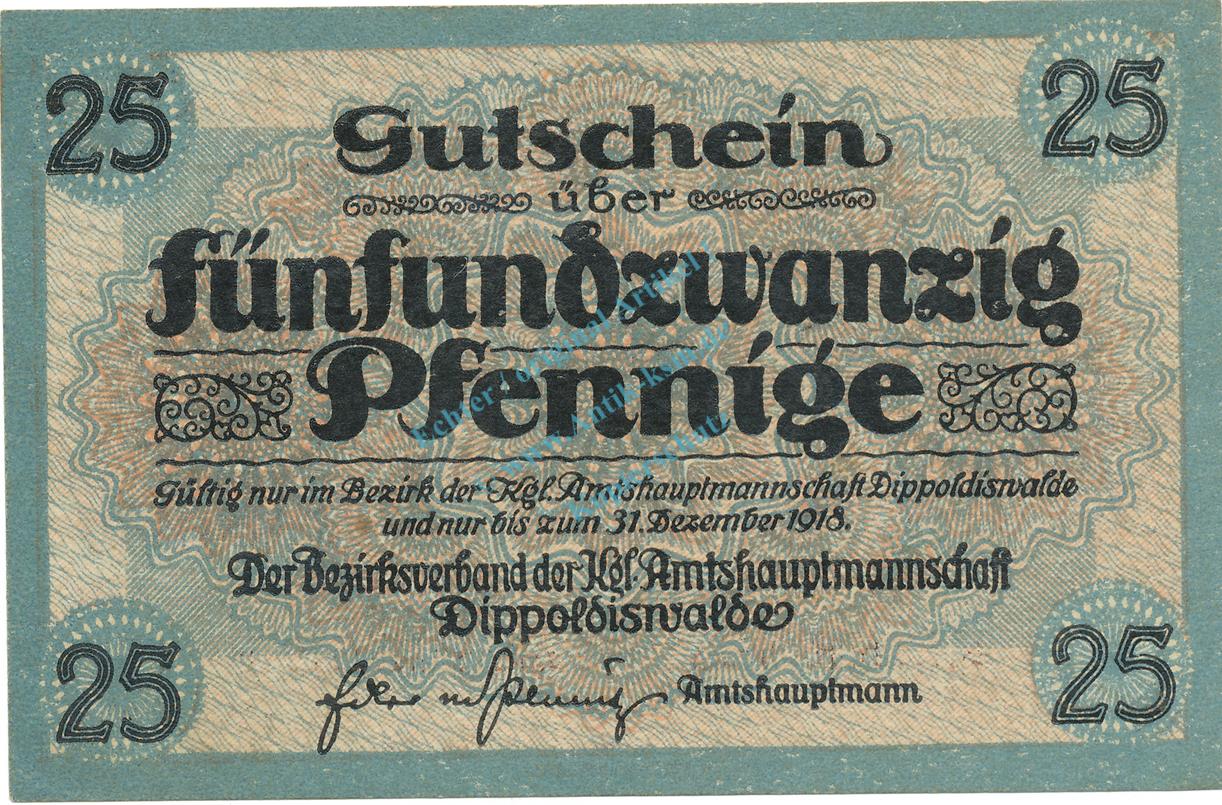 25 25
Gutschein
über
fünfundzwanzig
Pfennige
Gültig nur im Bezirk der Kgl. Amtshauptmannschaft Dippoldiswalde
und nur bis zum 31. Dezember 1918.
Der Bezirksverband der Kgl. Amtshauptmannschaft
Dippoldiswalde
Amtshauptmann
25 25